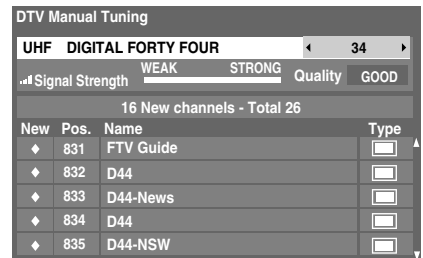 DTV Manual Tuning
UHF DIGITAL FORTY FOUR 34
Signal Strength WEAK STRONG Quality GOOD
16 New channels - Total 26
New Pos. Name Type
831 FTV Guide
832 D44
833 D44-News
834 D44
835 D44-NSW